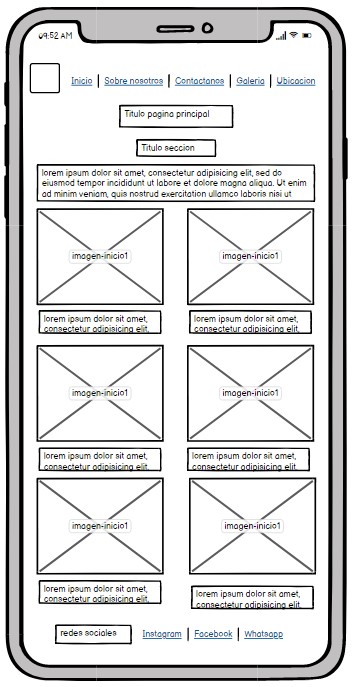 09:52 AM
Inicio | Sobre nosotros | Contactanos | Galeria | Ubicacion
Titulo pagina principal
Titulo seccion
lorem ipsum dolor sit amet, consectetur adipisicing elit, sed do
eiusmod tempor incididunt ut labore et dolore magna aliqua. Ut enim
ad minim veniam, quis nostrud exercitation ullamco laboris nisi ut
imagen-inicio1
imagen-inicio1
lorem ipsum dolor sit amet,
consectetur adipisicing elit,
lorem ipsum dolor sit amet,
consectetur adipisicing elit,
imagen-inicio1
imagen-inicio1
lorem ipsum dolor sit amet,
consectetur adipisicing elit,
lorem ipsum dolor sit amet,
consectetur adipisicing elit,
imagen-inicio1
imagen-inicio1
lorem ipsum dolor sit amet,
consectetur adipisicing elit,
lorem ipsum dolor sit amet,
consectetur adipisicing elit,
redes sociales
Instagram | Facebook | Whatsapp